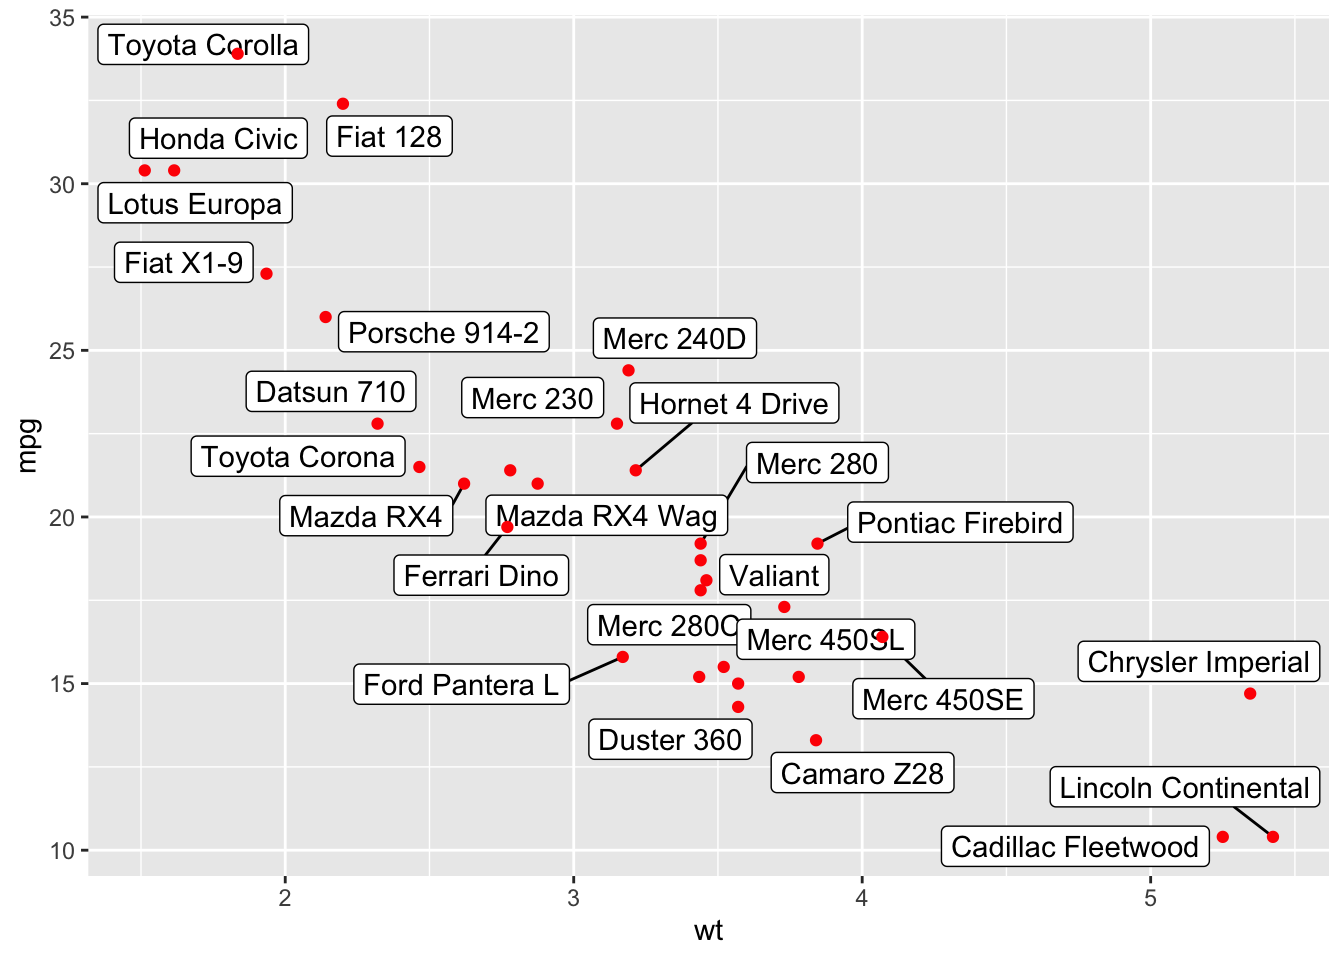 35
Toyota Corolla
Fiat 128
Honda Civic
30
Lotus Europa
Fiat X1-9
Porsche 914-2
Merc 240D
25
Datsun 710
Merc 230
Hornet 4 Drive
Toyota Corona
Merc 280
mpg
20
Mazda RX4
Mazda RX4 Wag
Pontiac Firebird
Ferrari Dino
Valiant
Merc 280C
Merc 450SL
Chrysler Imperial
15
Ford Pantera L
Merc 450SE
Duster 360
Camaro Z28
Lincoln Continental
10
Cadillac Fleetwood
2
3
4
5
wt